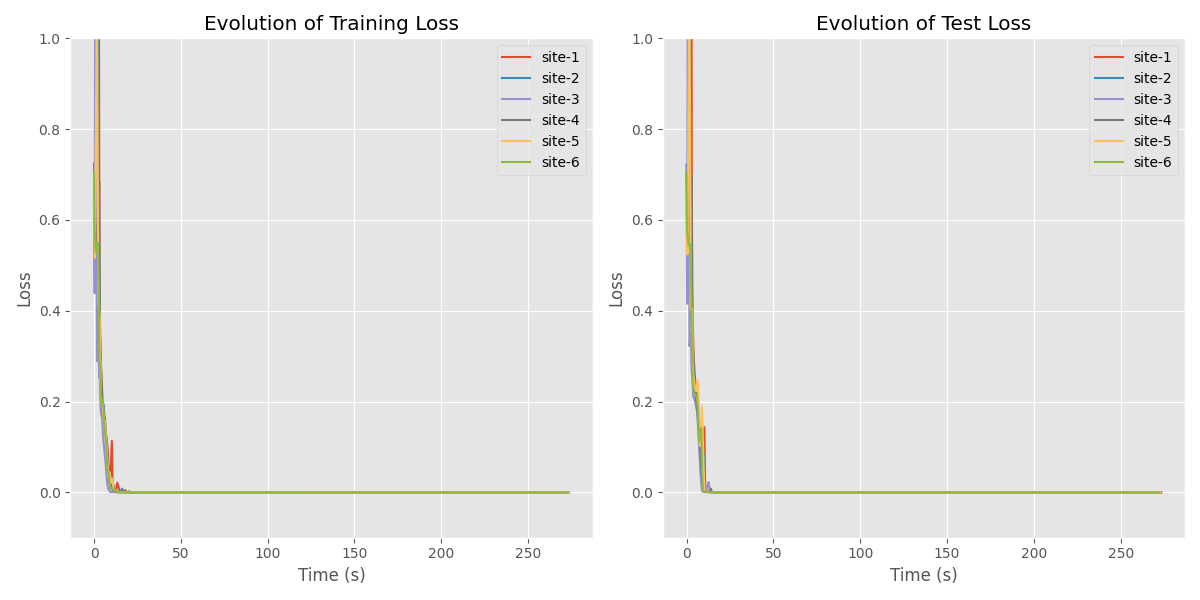 Evolution of Training Loss
1.0
0.8
0.6
0.4
0.2
0.0
Loss
0
50
100
150
200
250
Time (s)
site-1
site-2
site-3
site-4
site-5
site-6
Evolution of Test Loss
1.0
0.8
0.6
0.4
0.2
0.0
Loss
0
50
100
150
200
250
Time (s)
site-1
site-2
site-3
site-4
site-5
site-6